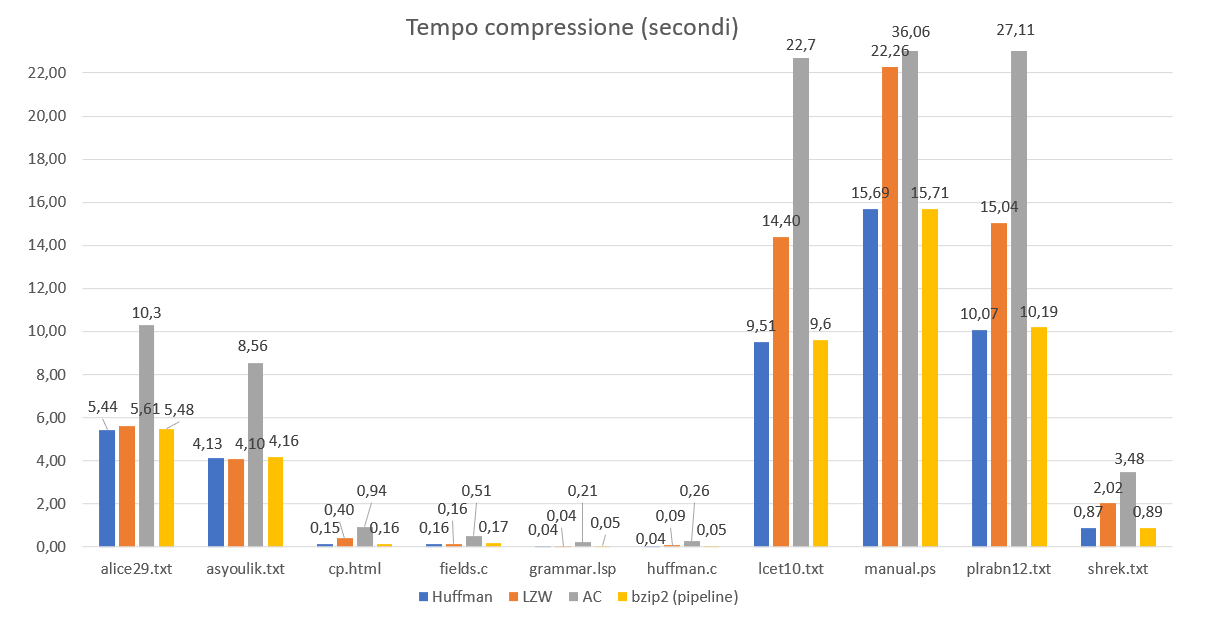 Tempo compressione (secondi)
22,00
20,00
18,00
16,00
14,00
12,00
10,00
8,00
6,00
4,00
2,00
0,00
5,44 5,61 10,3 5,48
4,13 4,10 8,56 4,16
0,15 0,40 0,94 0,16
0,16 0,16 0,51 0,17
0,04 0,04 0,21 0,05
0,04 0,09 0,26 0,05
9,51 14,40 22,7 9,6
15,69 22,26 36,06 15,71
10,07 15,04 27,11 10,19
0,87 2,02 3,48 0,89
alice29.txt asyoulik.txt cp.html fields.c grammar.lsp huffman.c lcet10.txt manual.ps plrabn12.txt shrek.txt
Huffman LZW AC bzip2 (pipeline)